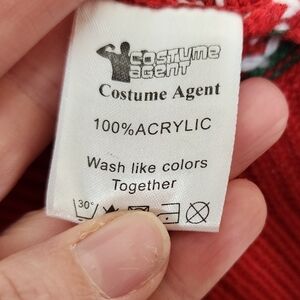 COSTUME
AGENT
Costume Agent
100%ACRYLIC
Wash like colors
Together
30°